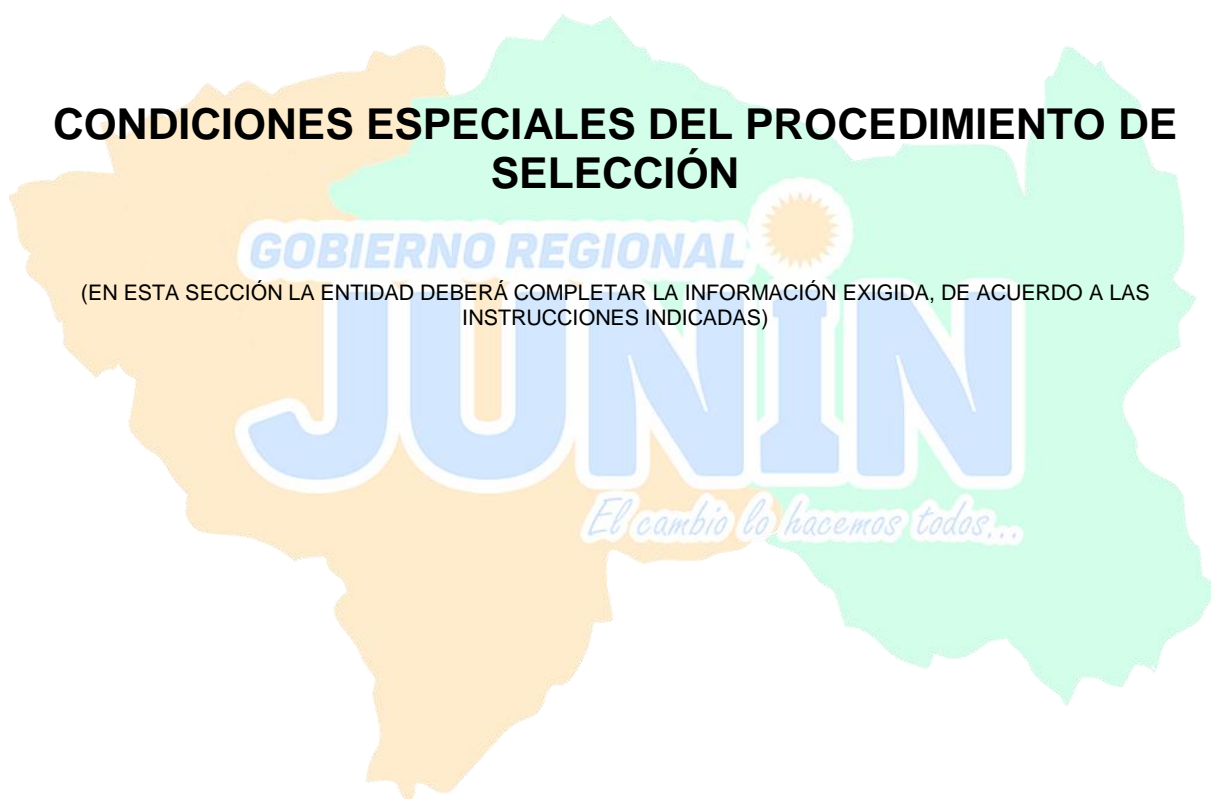 CONDICIONES ESPECIALES DEL PROCEDIMIENTO DE
SELECCIÓN
GOBIERNO REGIONAL
(EN ESTA SECCIÓN LA ENTIDAD DEBERÁ COMPLETAR LA INFORMACIÓN EXIGIDA, DE ACUERDO A LAS
INSTRUCCIONES INDICADAS)
JUNÍN
El cambio lo hacemos todos...